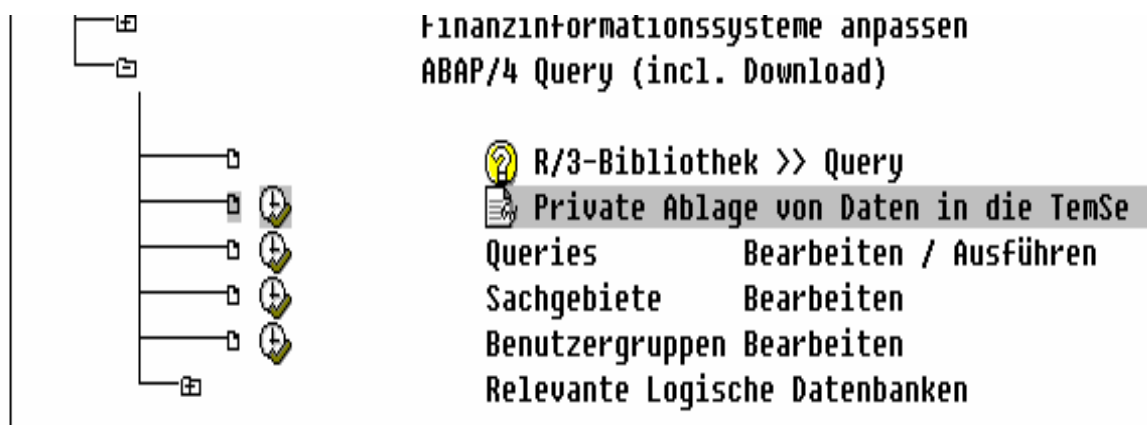 Finanzinformationssysteme anpassen
ABAP/4 Query (incl. Download)
R/3-Bibliothek >> Query
Private Ablage von Daten in die TemSe
Queries Bearbeiten / Ausführen
Sachgebiete Bearbeiten
Benutzergruppen Bearbeiten
Relevante Logische Datenbanken